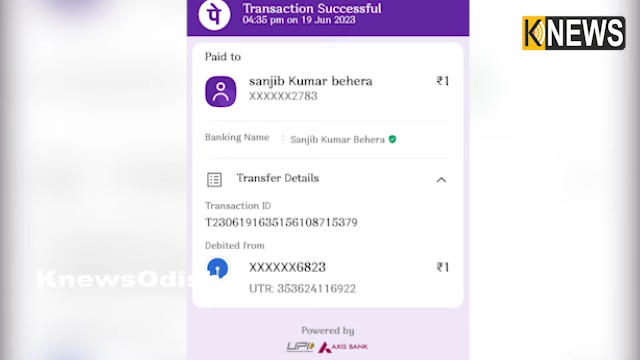 पे
Transaction Successful
04:35 pm on 19 Jun 2023
KNEWS
Paid to
sanjib Kumar behera
₹1
XXXXXX2783
Banking Name : Sanjib Kumar Behera
Transfer Details
Transaction ID
T2306191635156108715379
Debited from
XXXXXX6823
₹1
KnewsOdis
UTR: 353624116922
Powered by
UPI AXIS BANK